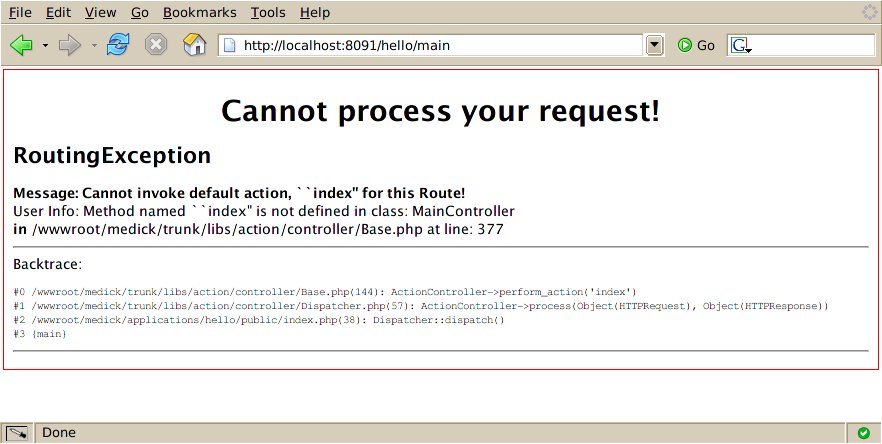 File Edit View Go Bookmarks Tools Help
http://localhost:8091/hello/main Go G
Cannot process your request!
RoutingException
Message: Cannot invoke default action, ``index'' for this Route!
User Info: Method named ``index'' is not defined in class: MainController
in /wwwroot/medick/trunk/libs/action/controller/Base.php at line: 377
Backtrace:
#0 /wwwroot/medick/trunk/libs/action/controller/Base.php(144): ActionController->perform_action('index')
#1 /wwwroot/medick/trunk/libs/action/controller/Dispatcher.php(57): ActionController->process(Object(HTTPRequest), Object(HTTPResponse))
#2 /wwwroot/medick/applications/hello/public/index.php(38): Dispatcher::dispatch()
#3 {main}
Done